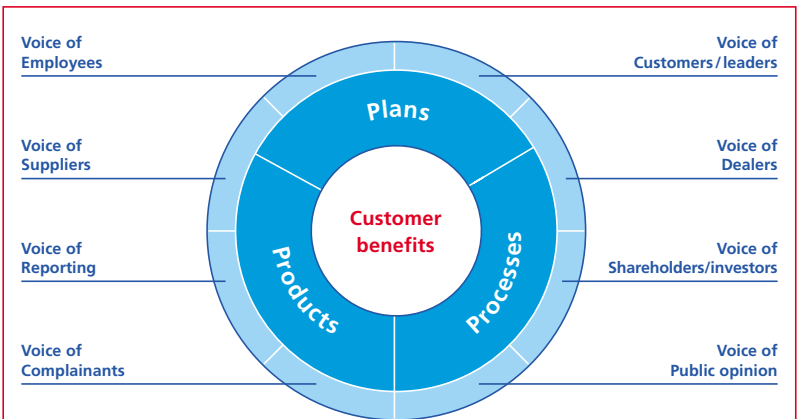 Voice of
Employees
Voice of
Customers/leaders
Plans
Voice of
Suppliers
Voice of
Dealers
Customer
benefits
Voice of
Reporting
Products
Processes
Voice of
Shareholders/investors
Voice of
Complainants
Voice of
Public opinion